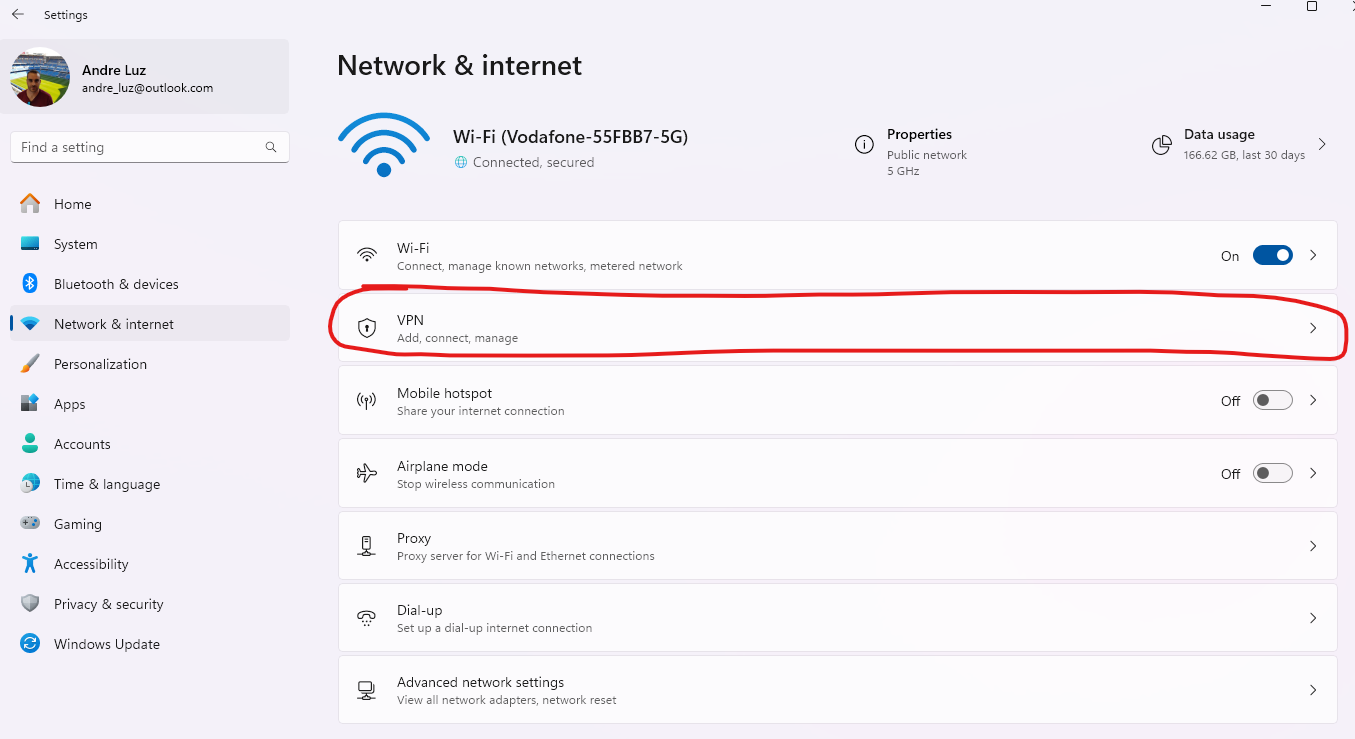 Settings
Andre Luz
andre_luz@outlook.com
Find a setting
Home
System
Bluetooth & devices
Network & internet
Personalization
Apps
Accounts
Time & language
Gaming
Accessibility
Privacy & security
Windows Update
Network & internet
Wi-Fi (Vodafone-55FBB7-5G)
Connected, secured
Properties
Public network
5 GHz
Data usage
166.62 GB, last 30 days
Wi-Fi
Connect, manage known networks, metered network
On
VPN
Add, connect, manage
Mobile hotspot
Share your internet connection
Off
Airplane mode
Stop wireless communication
Off
Proxy
Proxy server for Wi-Fi and Ethernet connections
Dial-up
Set up a dial-up internet connection
Advanced network settings
View all network adapters, network reset